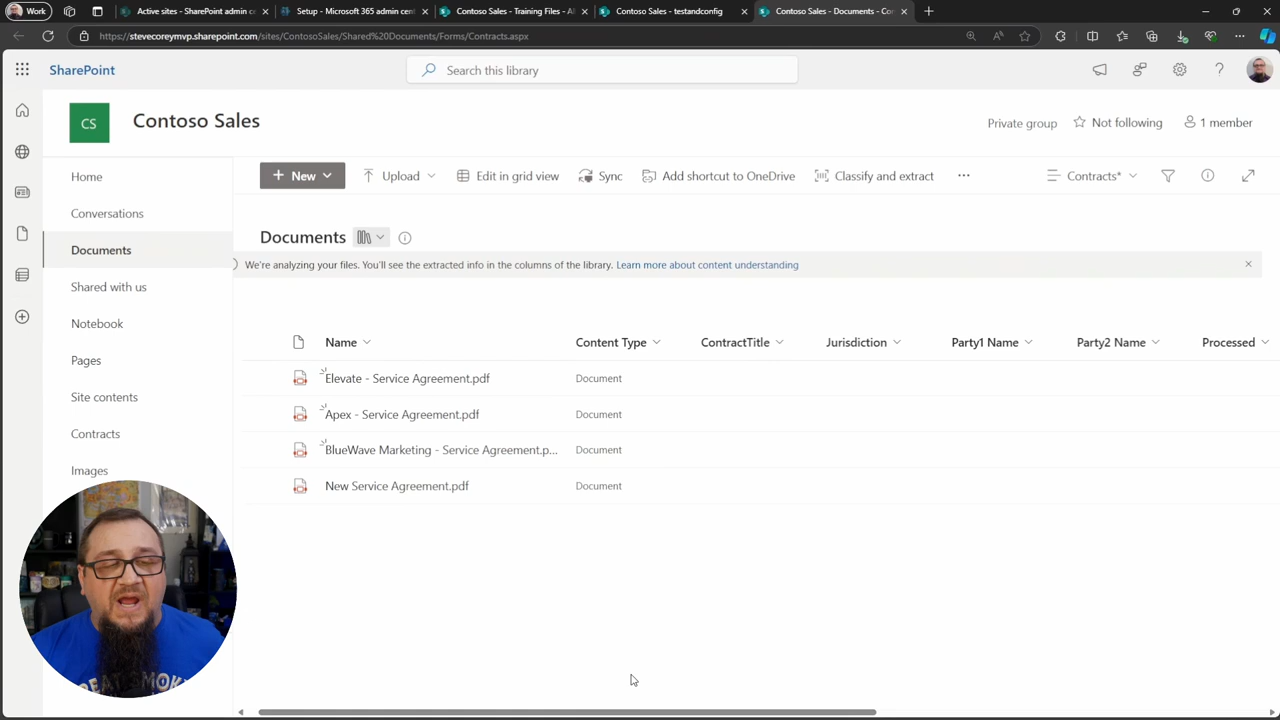 Work
Active sites - SharePoint admin c
Setup - Microsoft 365 admin cent
Contoso Sales - Training Files - Al
Contoso Sales - testandconfig
Contoso Sales - Documents - Co
https://stevecoreymvp.sharepoint.com/sites/ContosoSales/Shared%20Documents/Forms/Contracts.aspx
SharePoint
Search this library
CS
Contoso Sales
Private group
Not following
1 member
Home
Conversations
Documents
Shared with us
Notebook
Pages
Site contents
Contracts
Images
New
Upload
Edit in grid view
Sync
Add shortcut to OneDrive
Classify and extract
Contracts*
Documents
We're analyzing your files. You'll see the extracted info in the columns of the library. Learn more about content understanding
Name Content Type ContractTitle Jurisdiction Party1 Name Party2 Name Processed
Elevate - Service Agreement.pdf Document
Apex - Service Agreement.pdf Document
BlueWave Marketing - Service Agreement.p... Document
New Service Agreement.pdf Document